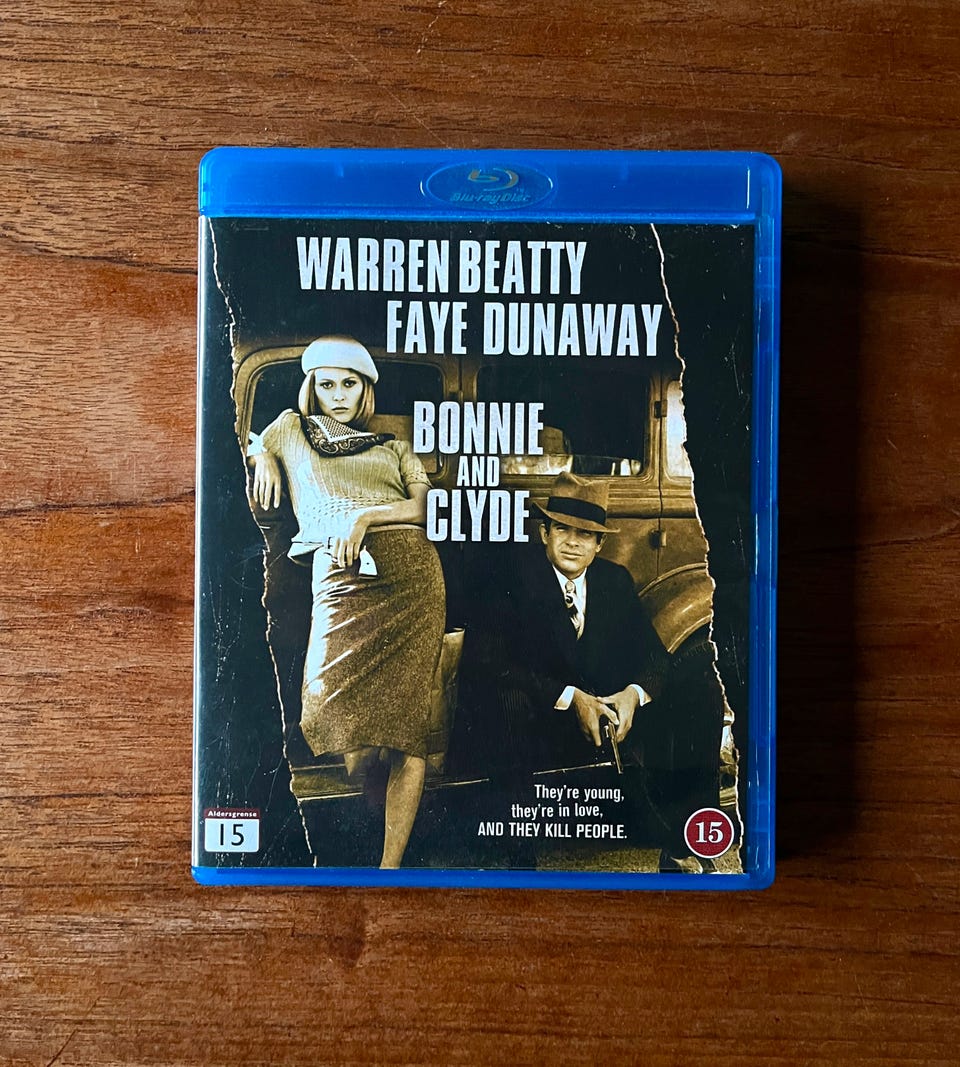 Blu-ray Disc
WARREN BEATTY
FAYE DUNAWAY
BONNIE
AND
CLYDE
They're young,
they're in love,
AND THEY KILL PEOPLE.
Aldersgrense
15
15